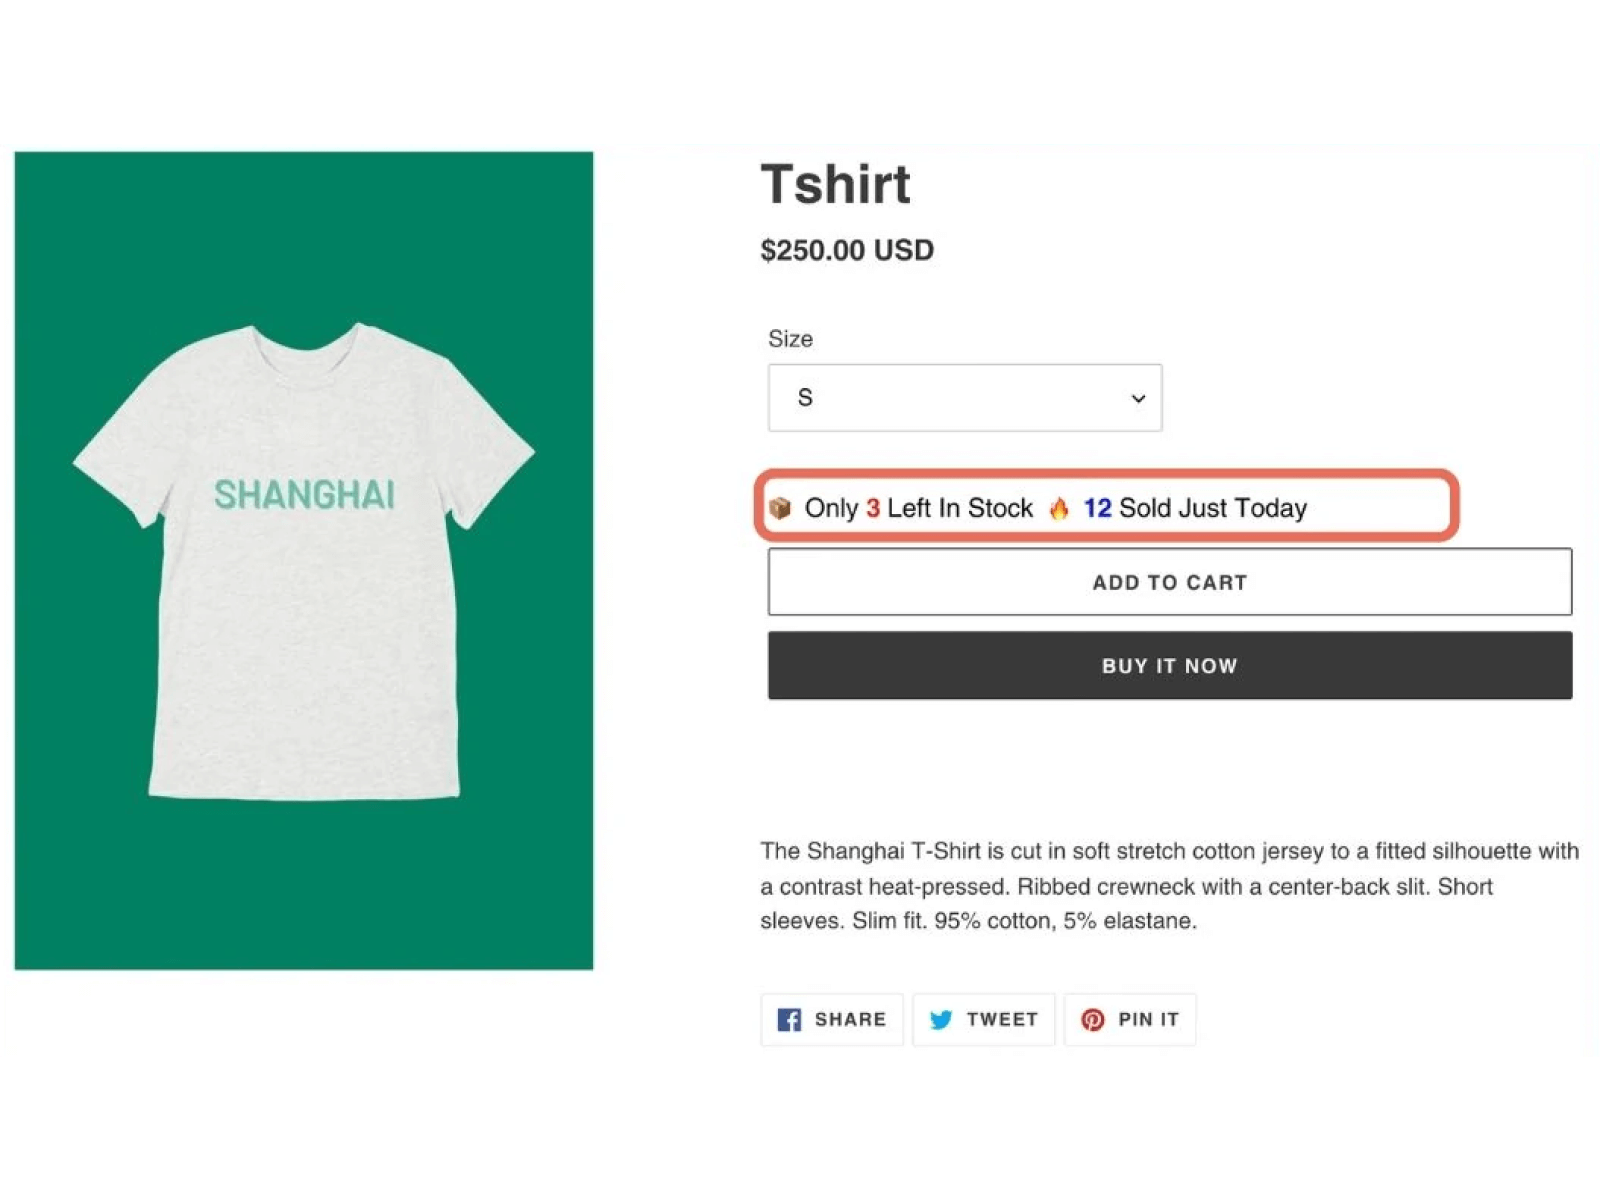 SHANGHAI
Tshirt
$250.00 USD
Size
S
Only 3 Left In Stock 12 Sold Just Today
ADD TO CART
BUY IT NOW
The Shanghai T-Shirt is cut in soft stretch cotton jersey to a fitted silhouette with
a contrast heat-pressed. Ribbed crewneck with a center-back slit. Short
sleeves. Slim fit. 95% cotton, 5% elastane.
SHARE TWEET PIN IT